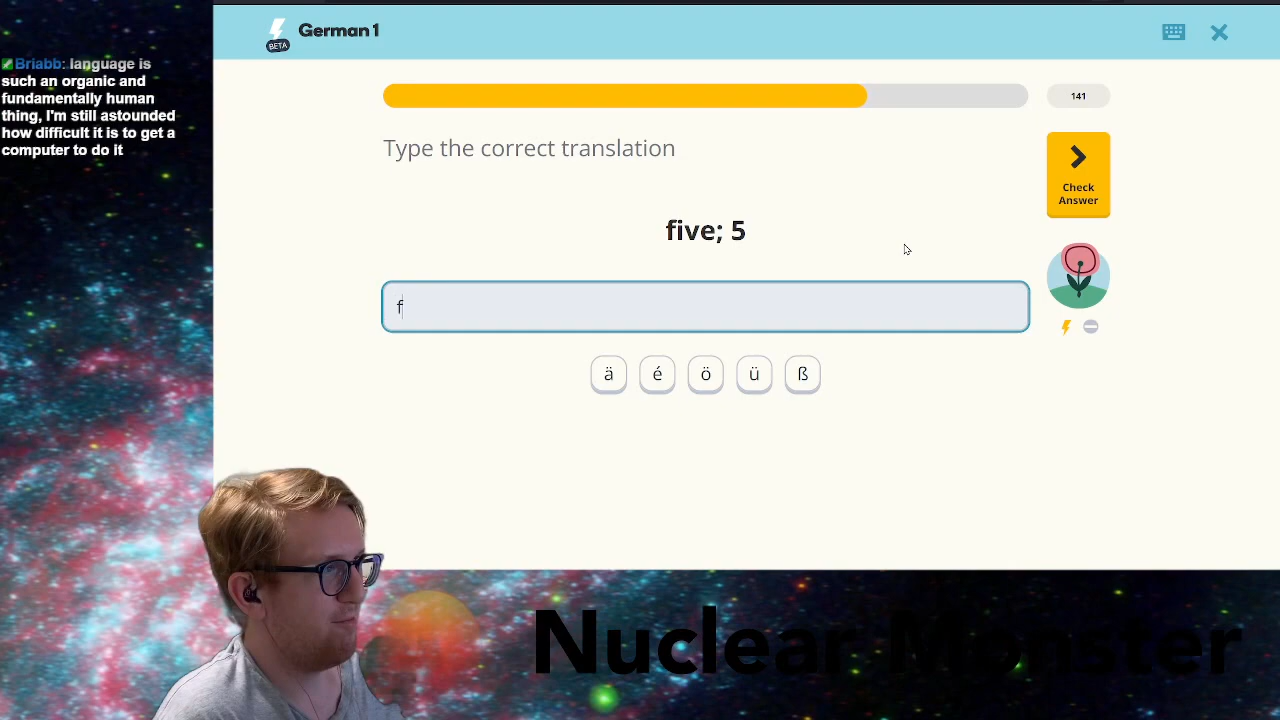 BETA
German 1
Briabb: language is
such an organic and
fundamentally human
thing, I'm still astounded
how difficult it is to get a
computer to do it
141
Type the correct translation
Check
Answer
five; 5
f
ä é ö ü ß
Nuclear Monster